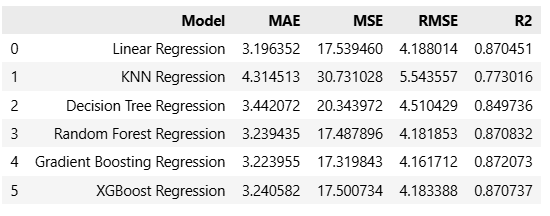 Model MAE MSE RMSE R2
0 Linear Regression 3.196352 17.539460 4.188014 0.870451
1 KNN Regression 4.314513 30.731028 5.543557 0.773016
2 Decision Tree Regression 3.442072 20.343972 4.510429 0.849736
3 Random Forest Regression 3.239435 17.487896 4.181853 0.870832
4 Gradient Boosting Regression 3.223955 17.319843 4.161712 0.872073
5 XGBoost Regression 3.240582 17.500734 4.183388 0.870737